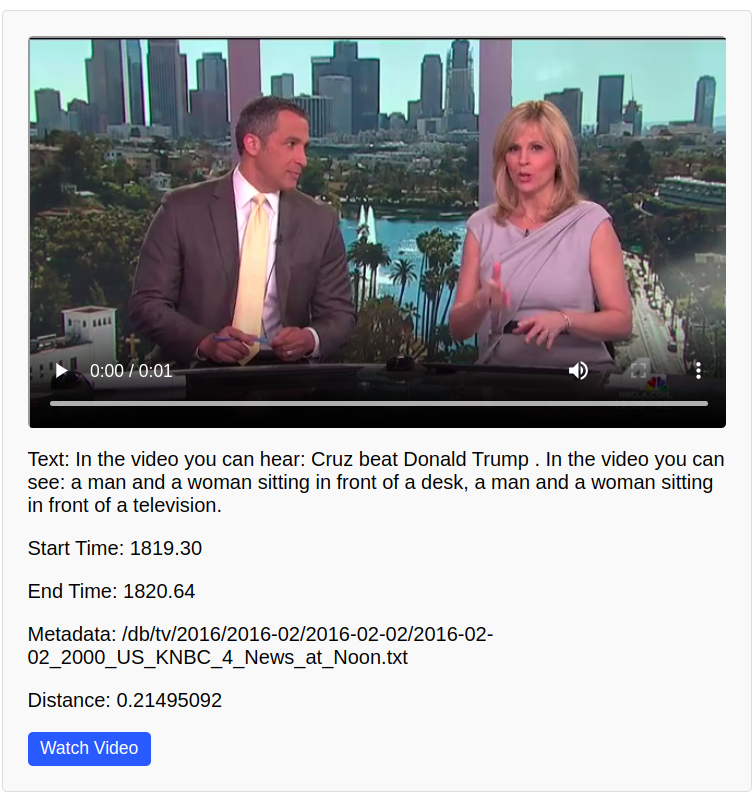 0:00 / 0:01
Text: In the video you can hear: Cruz beat Donald Trump . In the video you can
see: a man and a woman sitting in front of a desk, a man and a woman sitting
in front of a television.
Start Time: 1819.30
End Time: 1820.64
Metadata: /db/tv/2016/2016-02/2016-02-02/2016-02-
02_2000_US_KNBC_4_News_at_Noon.txt
Distance: 0.21495092
Watch Video